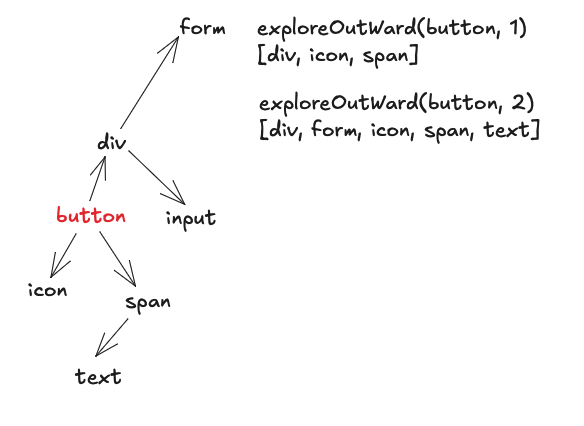 form
exploreOutWard(button, 1)
[div, icon, span]
exploreOutWard(button, 2)
[div, form, icon, span, text]
div
button
input
icon
span
text